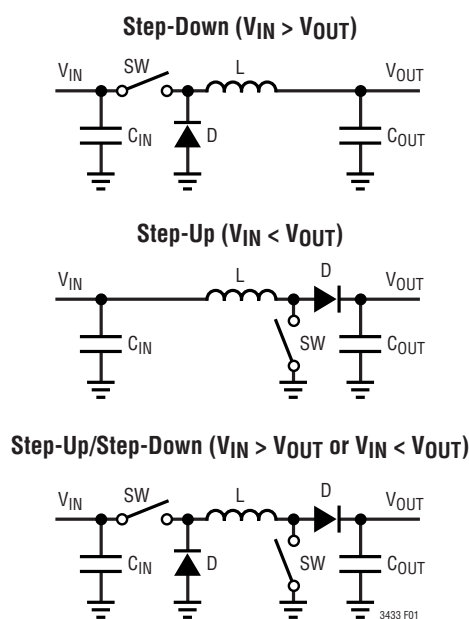 Step-Down (VIN > VOUT)
VIN SW L VOUT
CIN D COUT
Step-Up (VIN < VOUT)
VIN L D VOUT
CIN SW COUT
Step-Up/Step-Down (VIN > VOUT or VIN < VOUT)
VIN SW L D VOUT
CIN D SW COUT
3433 F01